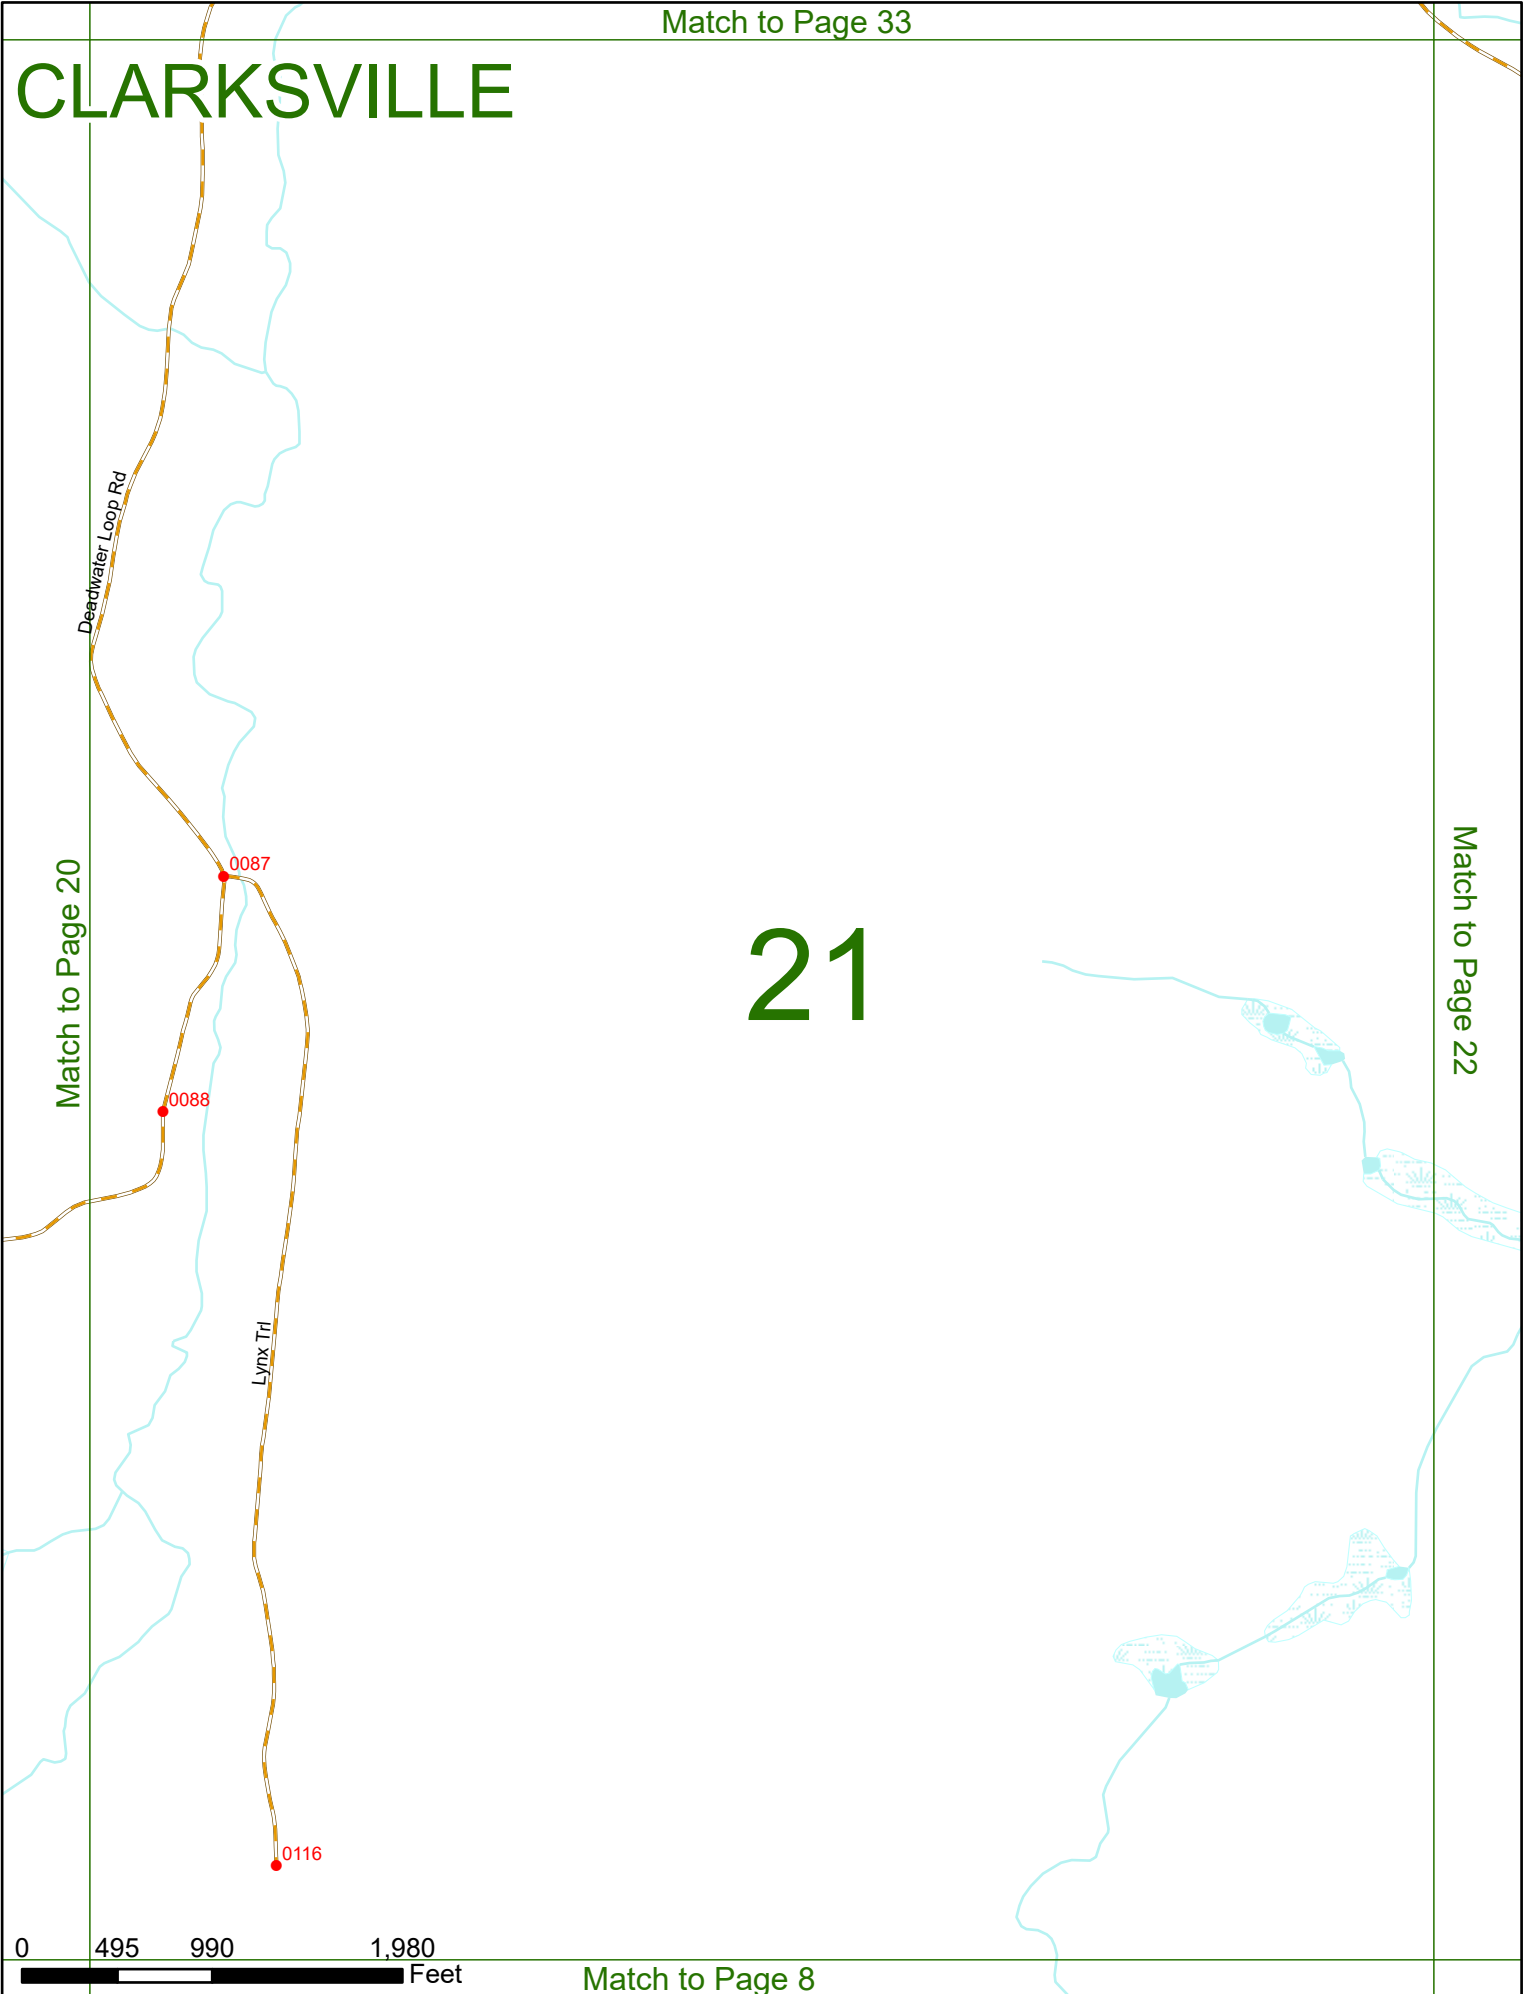 Match to Page 33
CLARKSVILLE
Deadwater Loop Rd
Match to Page 20
0087
21
Match to Page 22
0088
Lynx Trl
0116
0 495 990 1,980
Feet
Match to Page 8